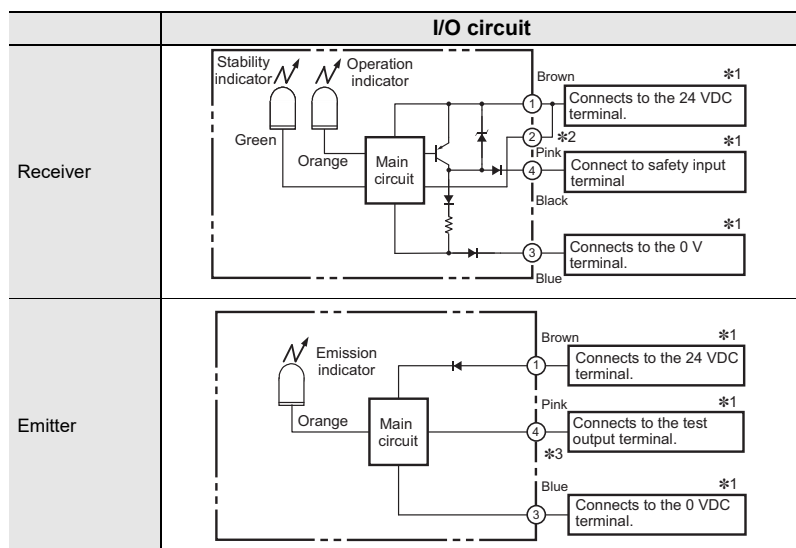 I/O circuit
Receiver
Stability
indicator
Operation
indicator
Green
Orange
Main
circuit
Brown
1
✻1
Connects to the 24 VDC
terminal.
2
✻2
Pink
✻1
4
Connect to safety input
terminal
Black
✻1
3
Connects to the 0 V
terminal.
Blue
Emitter
Emission
indicator
Orange
Main
circuit
Brown
✻1
1
Connects to the 24 VDC
terminal.
Pink
✻1
4
Connects to the test
output terminal.
✻3
Blue
✻1
3
Connects to the 0 VDC
terminal.